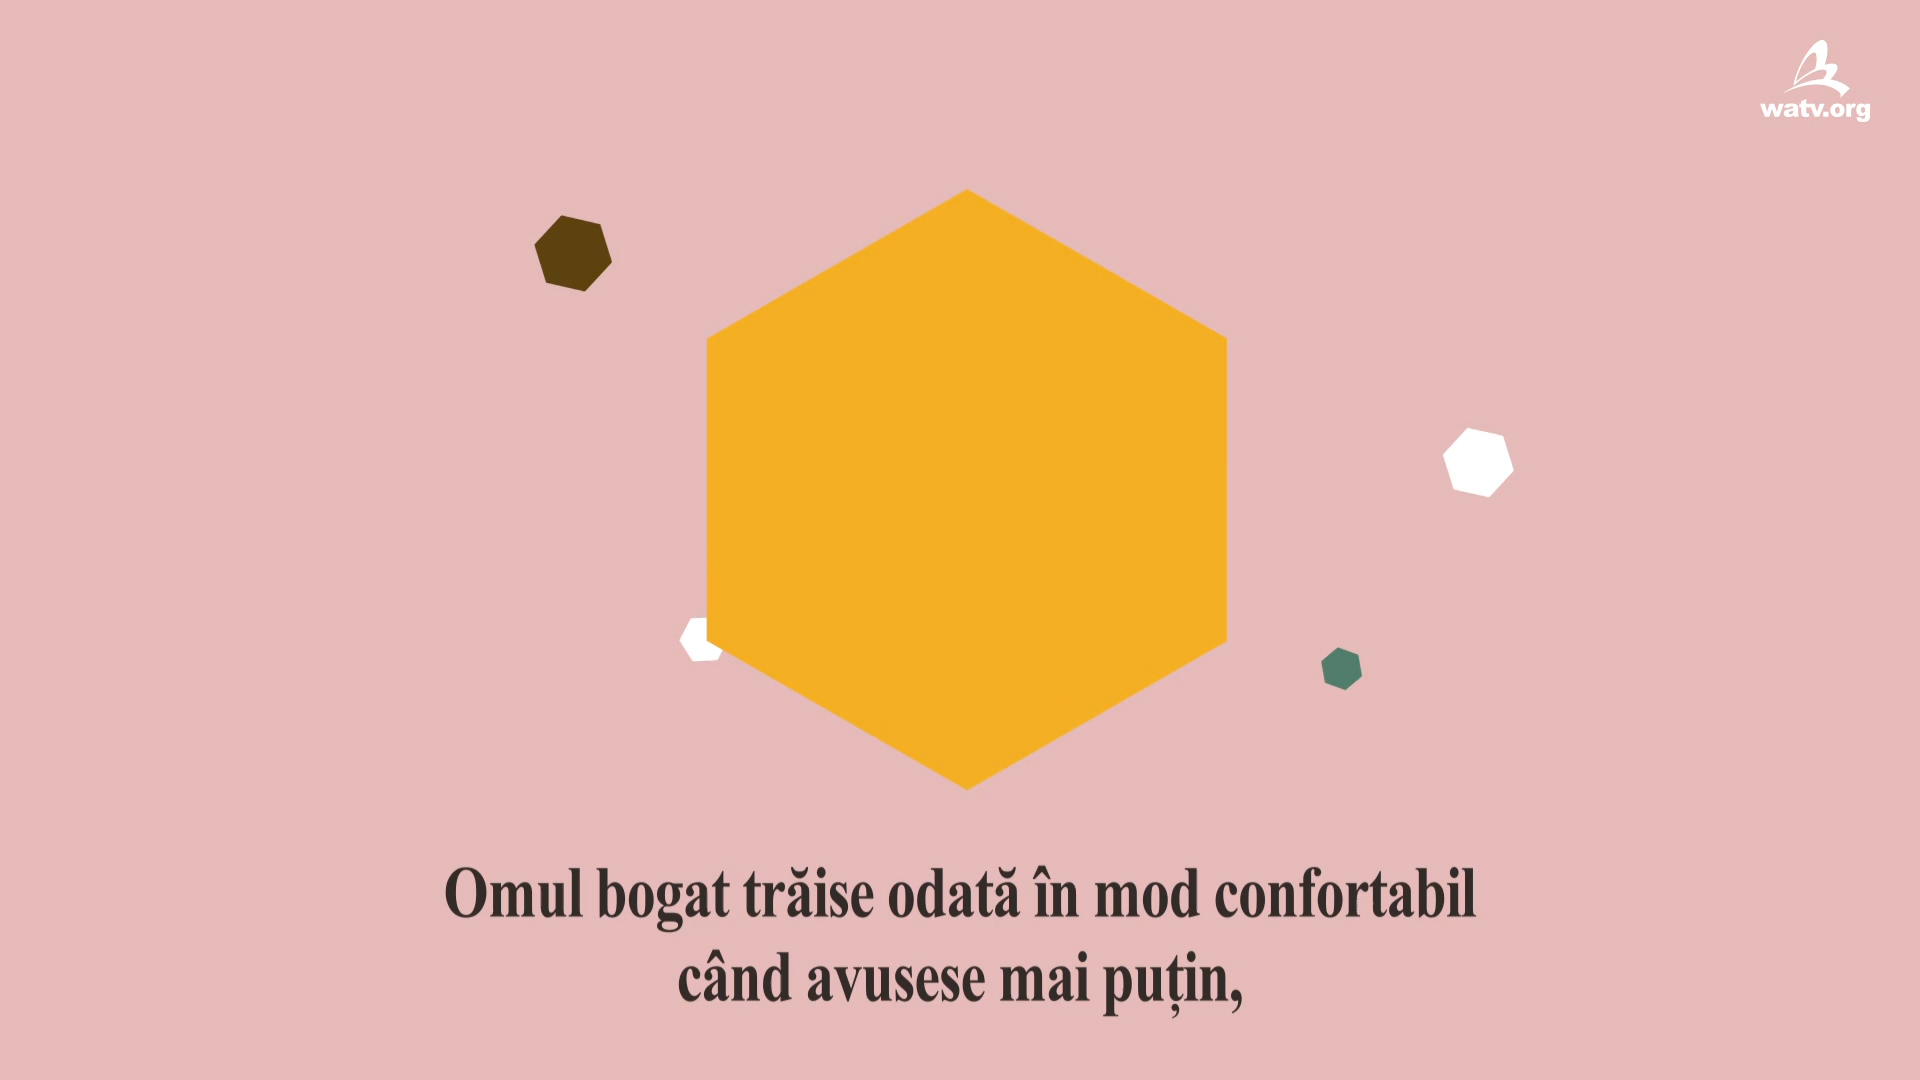 watv.org
Omul bogat trăise odată în mod confortabil
când avusese mai puțin,